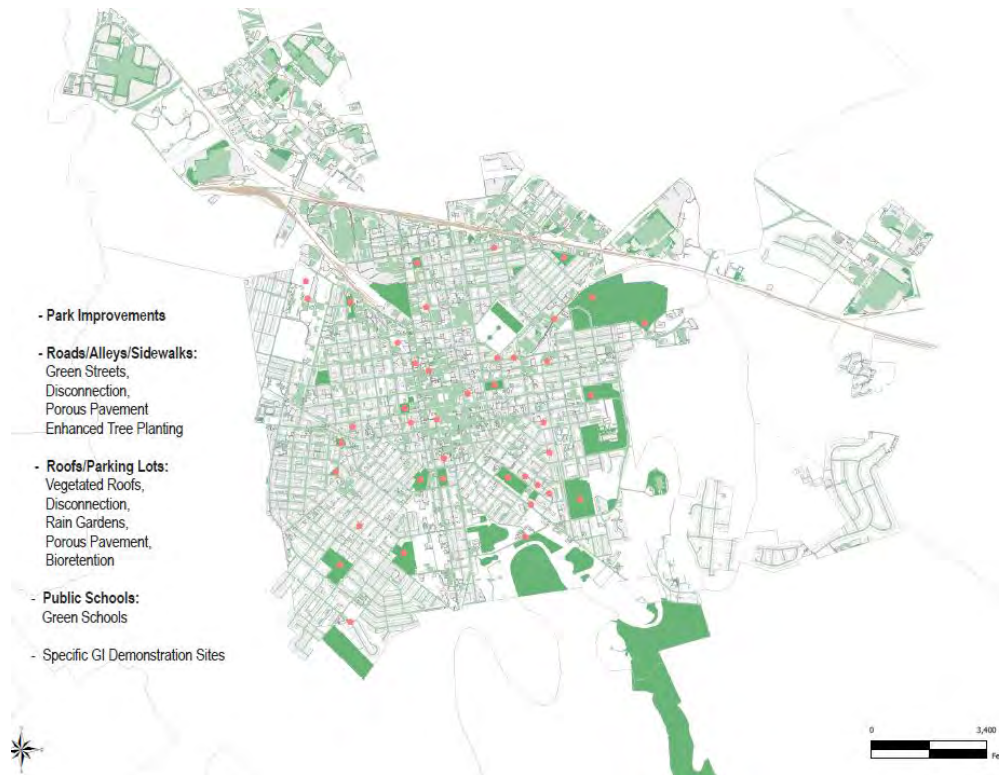 - Park Improvements
- Roads/Alleys/Sidewalks:
Green Streets,
Disconnection,
Porous Pavement
Enhanced Tree Planting
- Roofs/Parking Lots:
Vegetated Roofs,
Disconnection,
Rain Gardens,
Porous Pavement,
Bioretention
- Public Schools:
Green Schools
- Specific GI Demonstration Sites
0 3,400
Fe